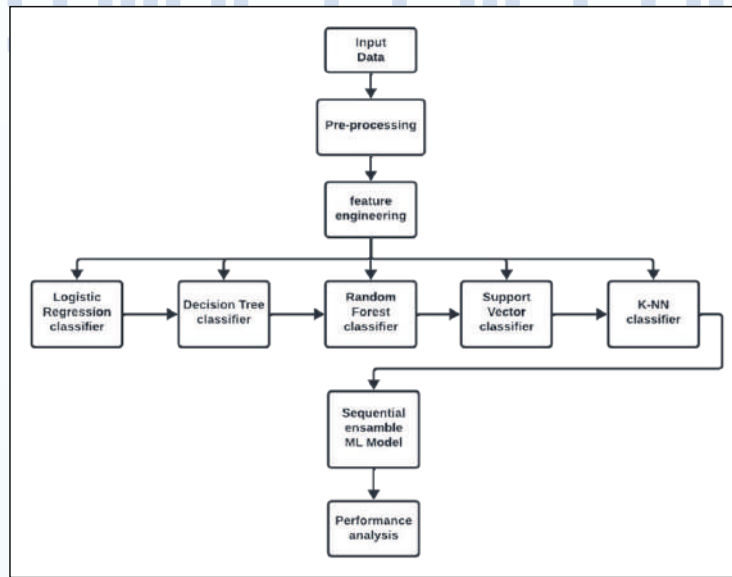 Input
Data
Pre-processing
feature
engineering
Logistic
Regression
classifier
Decision Tree
classifier
Random
Forest
classifier
Support
Vector
classifier
K-NN
classifier
Sequential
ensamble
ML Model
Performance
analysis